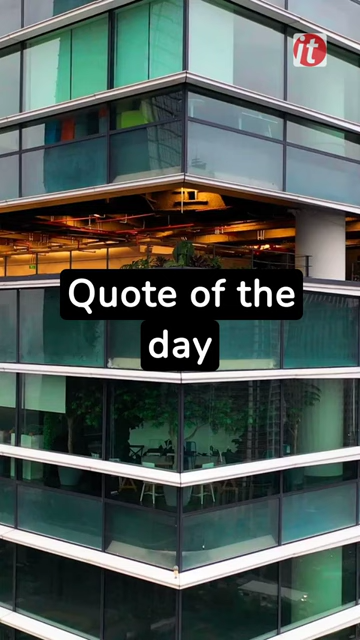 it
Quote of the
day